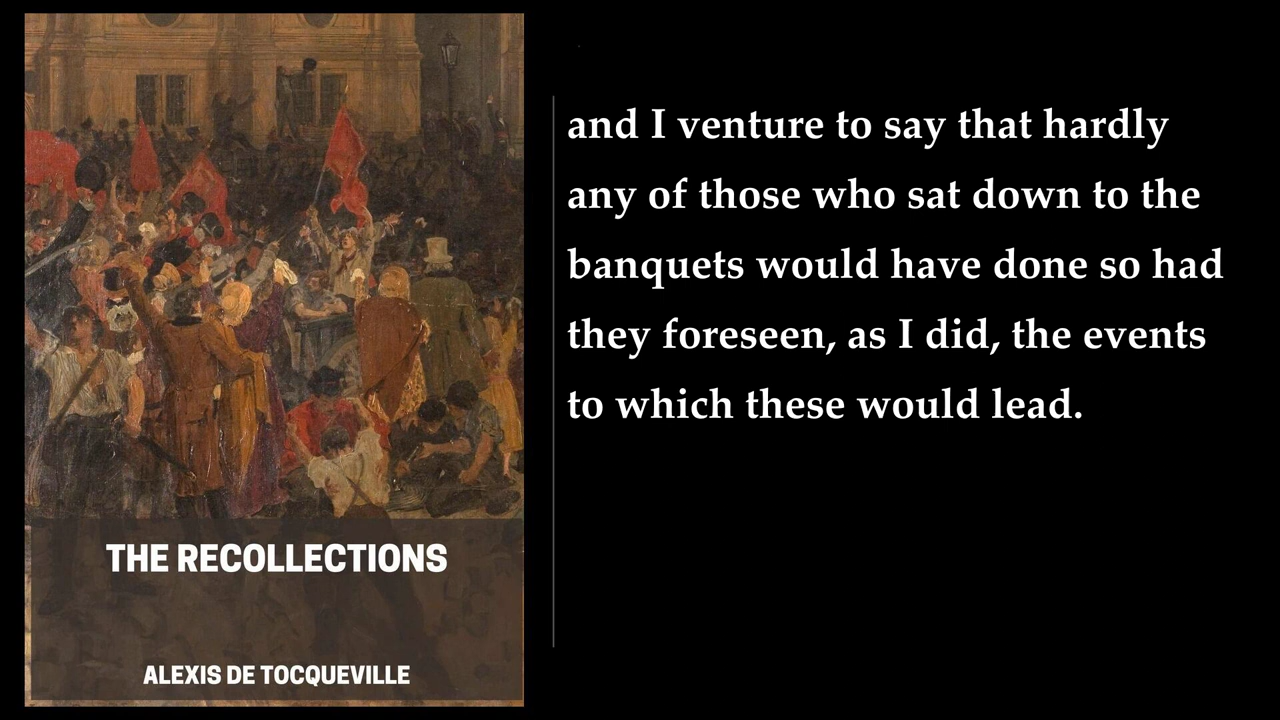 and I venture to say that hardly
any of those who sat down to the
banquets would have done so had
they foreseen, as I did, the events
to which these would lead.
THE RECOLLECTIONS
ALEXIS DE TOCQUEVILLE